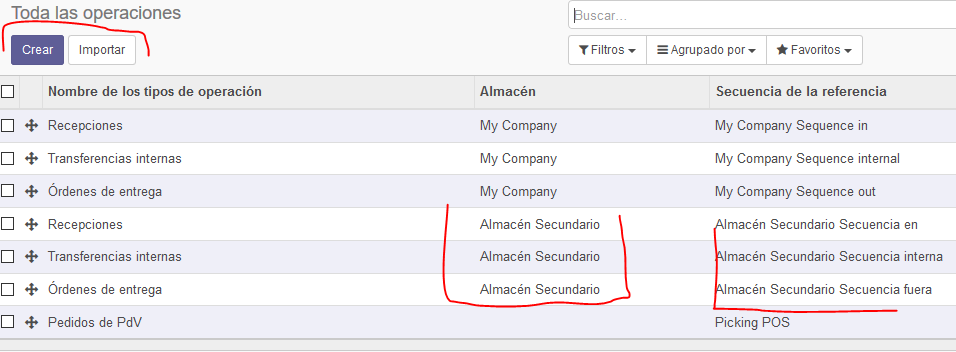 Toda las operaciones
Buscar...
Crear Importar
Filtros Agrupado por Favoritos
Nombre de los tipos de operación Almacén Secuencia de la referencia
Recepciones My Company My Company Sequence in
Transferencias internas My Company My Company Sequence internal
Órdenes de entrega My Company My Company Sequence out
Recepciones Almacén Secundario Almacén Secundario Secuencia en
Transferencias internas Almacén Secundario Almacén Secundario Secuencia interna
Órdenes de entrega Almacén Secundario Almacén Secundario Secuencia fuera
Pedidos de PdV Picking POS